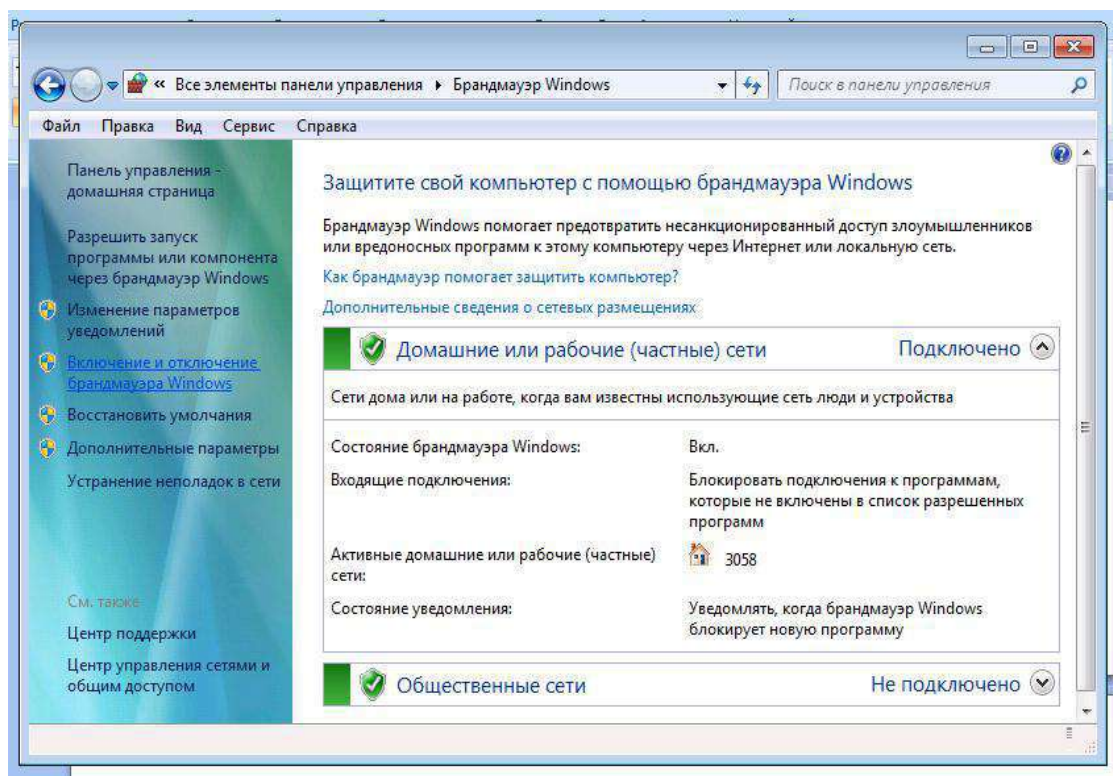 « Все элементы панели управления ▸ Брандмауэр Windows
Поиск в панели управления
Файл Правка Вид Сервис Справка
Панель управления -
домашняя страница
Разрешить запуск
программы или компонента
через брандмауэр Windows
Изменение параметров
уведомлений
Включение и отключение
брандмауэра Windows
Восстановить умолчания
Дополнительные параметры
Устранение неполадок в сети
См. также
Центр поддержки
Центр управления сетями и
общим доступом
Защитите свой компьютер с помощью брандмауэра Windows
Брандмауэр Windows помогает предотвратить несанкционированный доступ злоумышленников
или вредоносных программ к этому компьютеру через Интернет или локальную сеть.
Как брандмауэр помогает защитить компьютер?
Дополнительные сведения о сетевых размещениях
Домашние или рабочие (частные) сети Подключено
Сети дома или на работе, когда вам известны использующие сеть люди и устройства
Состояние брандмауэра Windows: Вкл.
Входящие подключения: Блокировать подключения к программам,
которые не включены в список разрешенных
программ
Активные домашние или рабочие (частные) 3058
сети:
Состояние уведомления: Уведомлять, когда брандмауэр Windows
блокирует новую программу
Общественные сети Не подключено